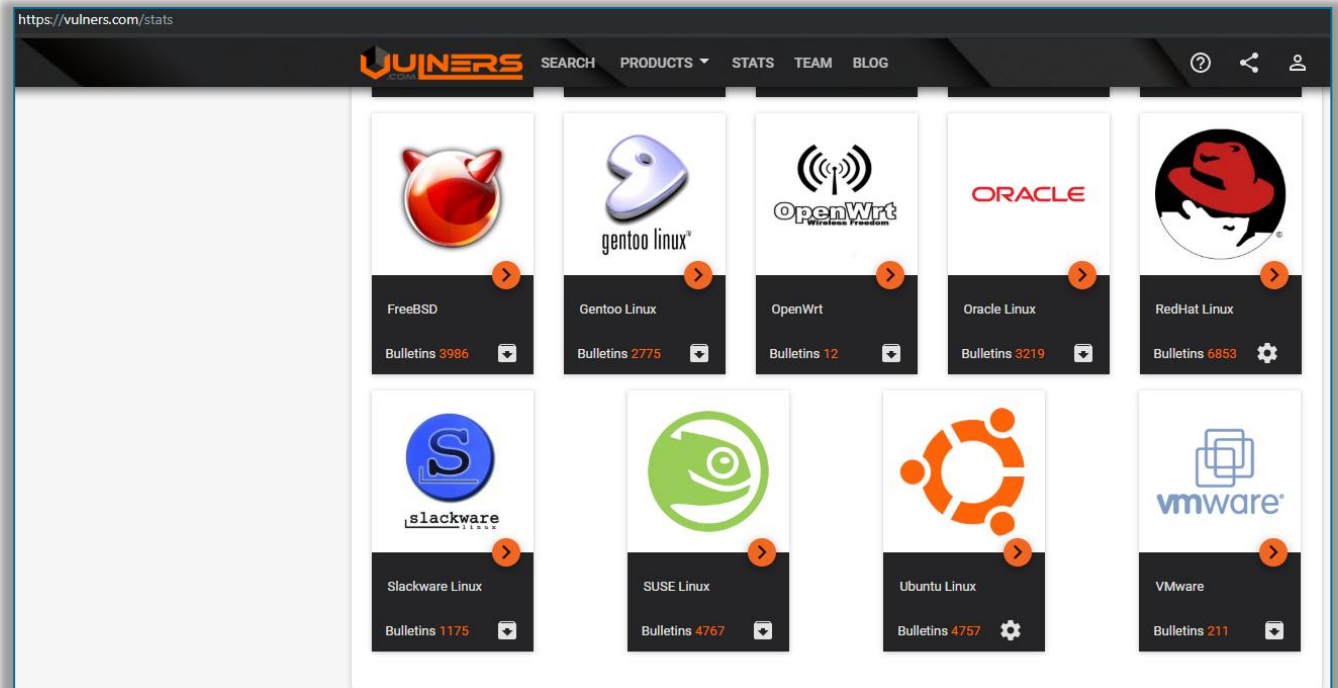 https://vulners.com/stats
VULNERS
.COM
SEARCH PRODUCTS STATS TEAM BLOG
gentoo linux™
OpenWrt
Wireless Freedom
ORACLE
®
FreeBSD
Gentoo Linux
OpenWrt
Oracle Linux
RedHat Linux
Bulletins 3986
Bulletins 2775
Bulletins 12
Bulletins 3219
Bulletins 6853
S
slackware
linux
vmware®
Slackware Linux
SUSE Linux
Ubuntu Linux
VMware
Bulletins 1175
Bulletins 4767
Bulletins 4757
Bulletins 211